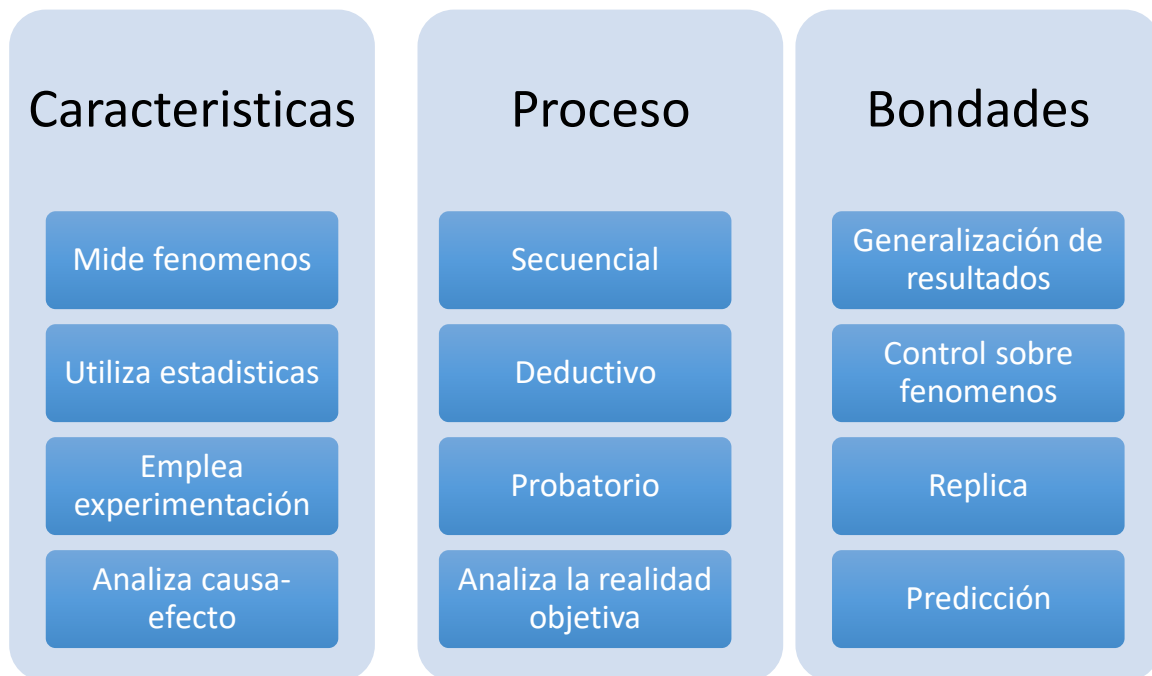 Caracteristicas
Mide fenomenos
Utiliza estadisticas
Emplea
experimentación
Analiza causa-
efecto
Proceso
Secuencial
Deductivo
Probatorio
Analiza la realidad
objetiva
Bondades
Generalización de
resultados
Control sobre
fenomenos
Replica
Predicción